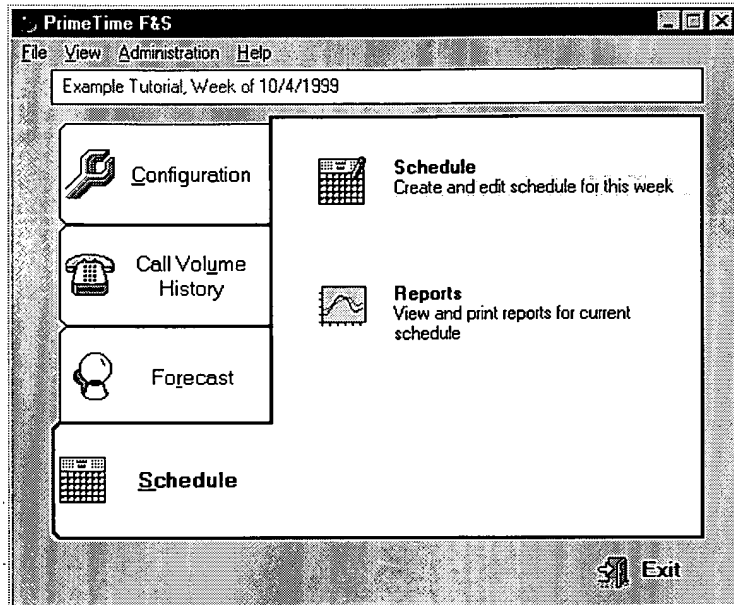 PrimeTime F&S
File View Administration Help
Example Tutorial, Week of 10/4/1999
Configuration
Call Volume
History
Forecast
Schedule
Schedule
Create and edit schedule for this week
Reports
View and print reports for current
schedule
Exit